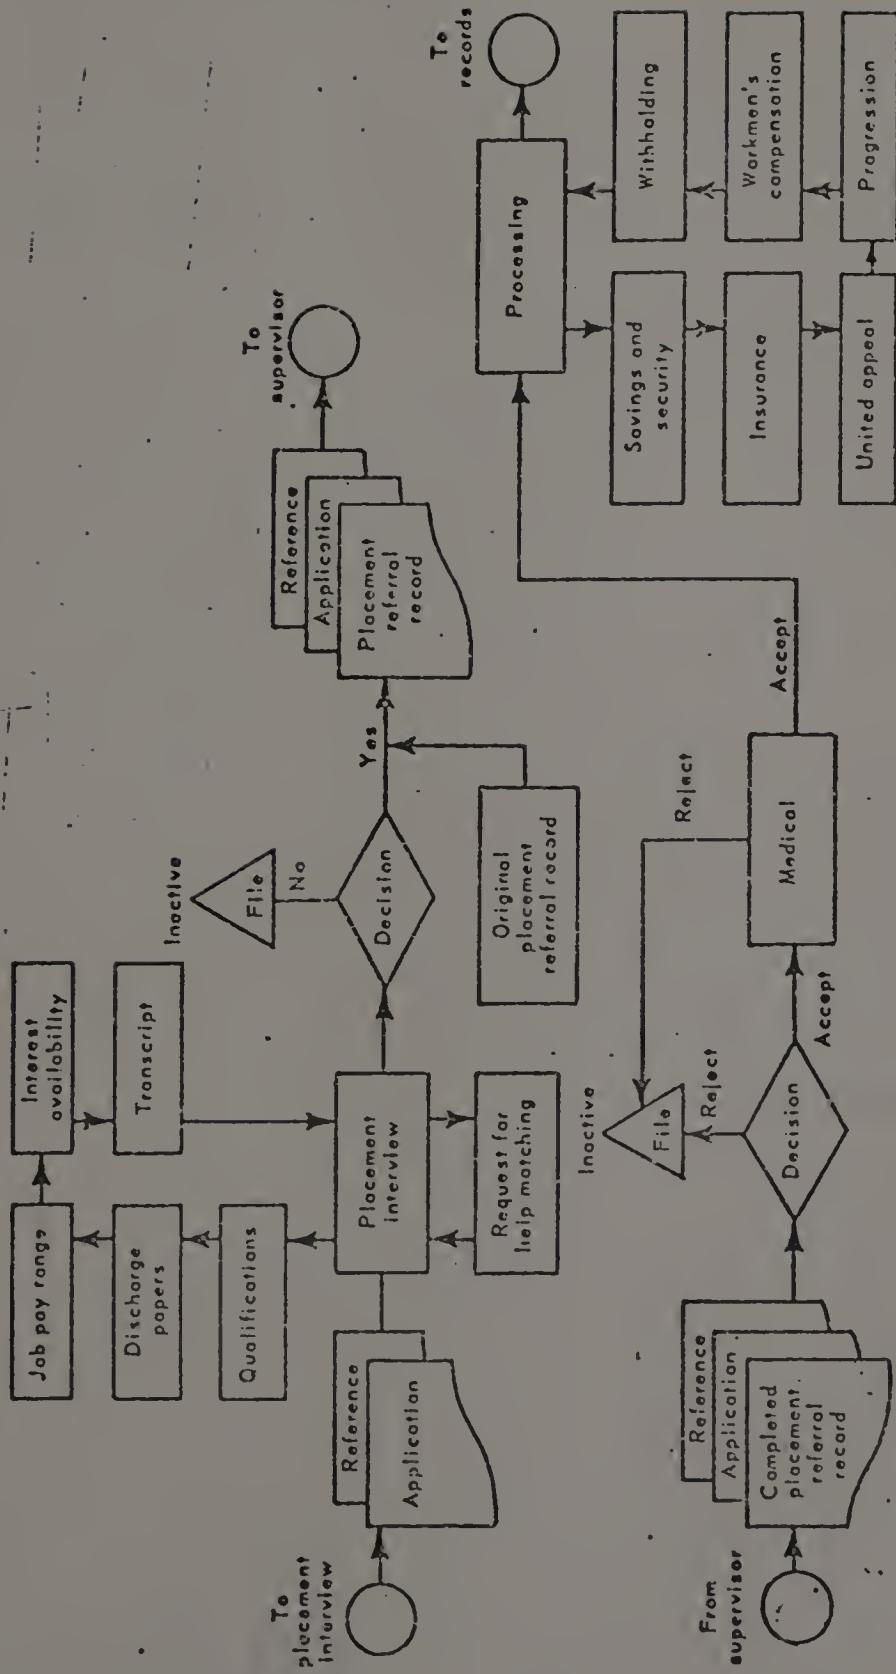 To
placement
interview
Reference
Application
Placement
interview
Qualifications
Discharge
papers
Job pay range
Interest
availability
Transcript
Request for
help matching
Decision
No
File
Inactive
Yes
Original
placement
referral record
Reference
Application
Placement
referral
record
To
supervisor
From
supervisor
Reference
Application
Completed
placement
referral
record
Decision
Reject
File
Inactive
Accept
Medical
Reject
Accept
Processing
To
records
Savings and
security
Insurance
United appeal
Progression
Workmen's
compensation
Withholding